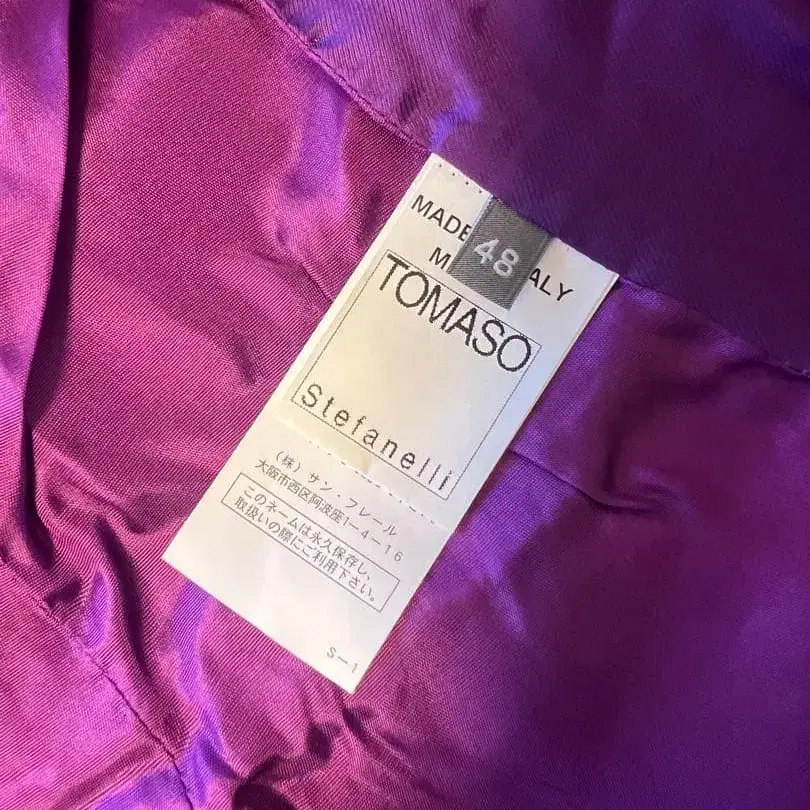 MADE
48
M
ALY
TOMASO
Stefanelli
(株) サン・フレール
大阪市西区阿波座1-4-16
このネームは永久保存し、
取扱いの際にご利用下さい。
S-1